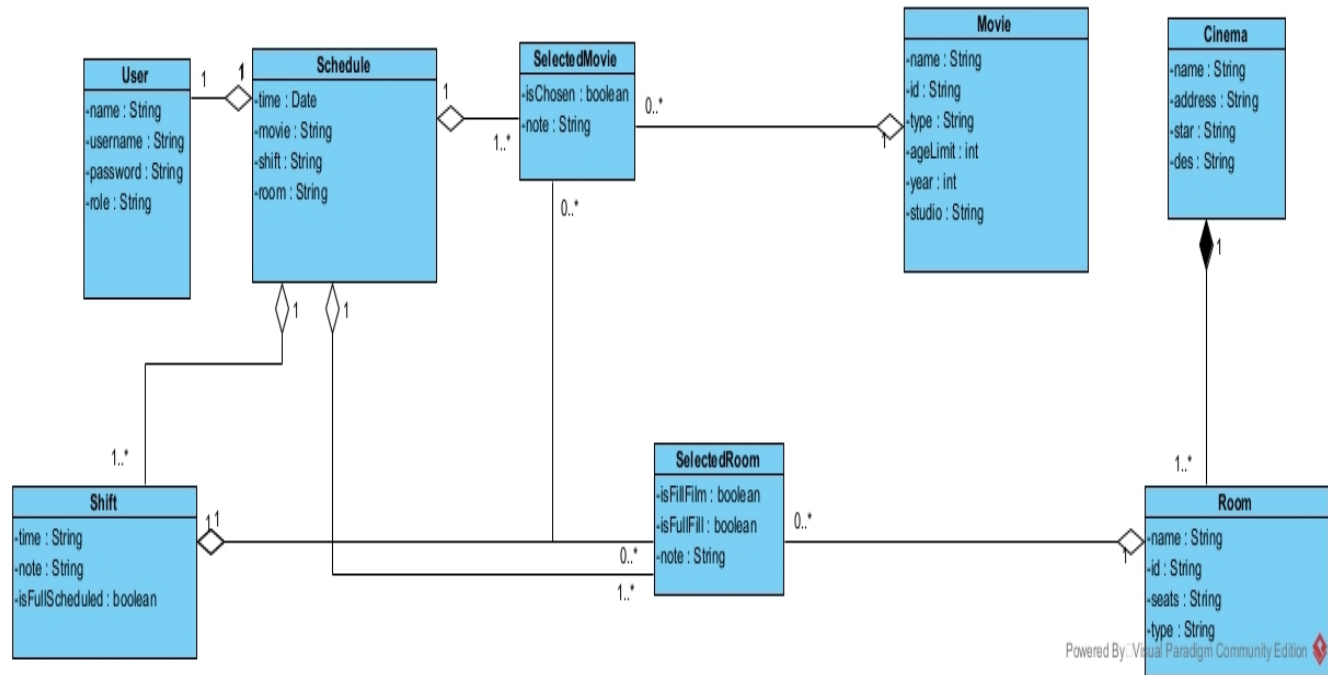 User
-name : String
-username : String
-password : String
-role : String
1
1
Schedule
-time : Date
-movie : String
-shift : String
-room : String
1
1..*
SelectedMovie
-isChosen : boolean
-note : String
0..*
1
Movie
-name : String
-id : String
-type : String
-ageLimit : int
-year : int
-studio : String
Cinema
-name : String
-address : String
-star : String
-des : String
1
1..*
0..*
1
1
1..*
Shift
-time : String
-note : String
-isFullScheduled : boolean
1
1
0..*
1..*
SelectedRoom
-isFillFilm : boolean
-isFullFill : boolean
-note : String
0..*
1
Room
-name : String
-id : String
-seats : String
-type : String
Powered By Visual Paradigm Community Edition